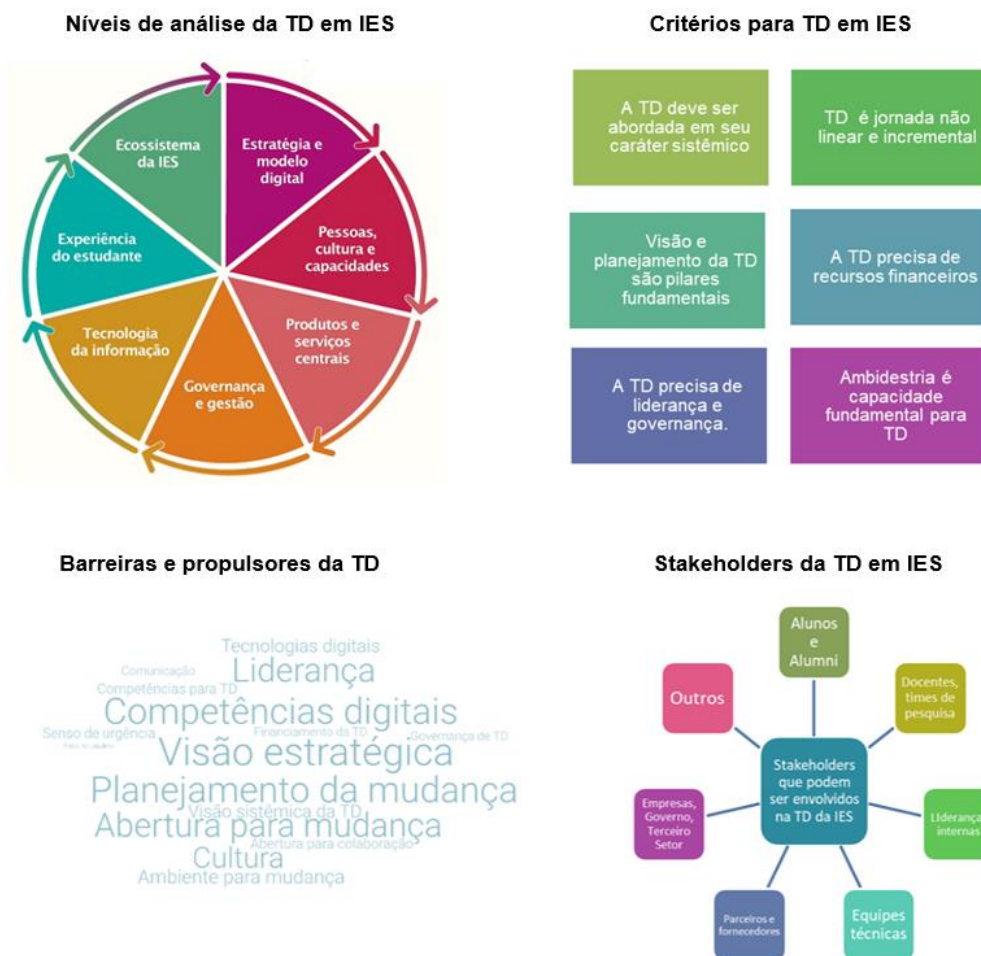 Níveis de análise da TD em IES
Ecossistema
da IES
Estratégia e
modelo
digital
Pessoas,
cultura e
capacidades
Produtos e
serviços
centrais
Governança
e gestão
Tecnologia
da informação
Experiência
do estudante
Critérios para TD em IES
A TD deve ser
abordada em seu
caráter sistêmico
TD é jornada não
linear e incremental
Visão e
planejamento da TD
são pilares
fundamentais
A TD precisa de
recursos financeiros
A TD precisa de
liderança e
governança.
Ambidestria é
capacidade
fundamental para
TD
Barreiras e propulsores da TD
Tecnologias digitais
Comunicação
Liderança
Competências para TD
Competências digitais
Senso de urgência
Financiamento da TD
Governança de TD
Visão estratégica
Planejamento da mudança
Visão sistêmica da TD
Abertura para mudança
Abertura para colaboração
Cultura
Ambiente para mudança
Stakeholders da TD em IES
Alunos
e
Alumni
Docentes,
times de
pesquisa
LIderança
internas
Equipes
técnicas
Parceiros e
fornecedores
Empresas,
Governo,
Terceiro
Setor
Outros
Stakeholders
que podem
ser envolvidos
na TD da IES